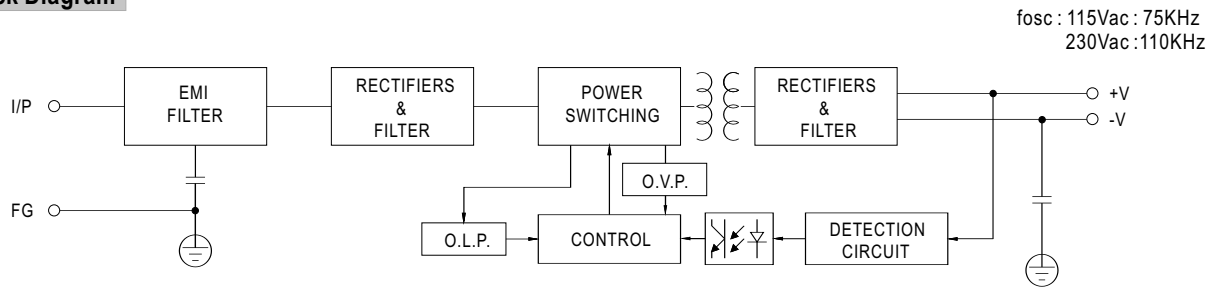 k Diagram
fosc : 115Vac : 75KHz
230Vac :110KHz
I/P
EMI
FILTER
RECTIFIERS
&
FILTER
POWER
SWITCHING
RECTIFIERS
&
FILTER
+V
-V
O.V.P.
FG
O.L.P.
CONTROL
DETECTION
CIRCUIT